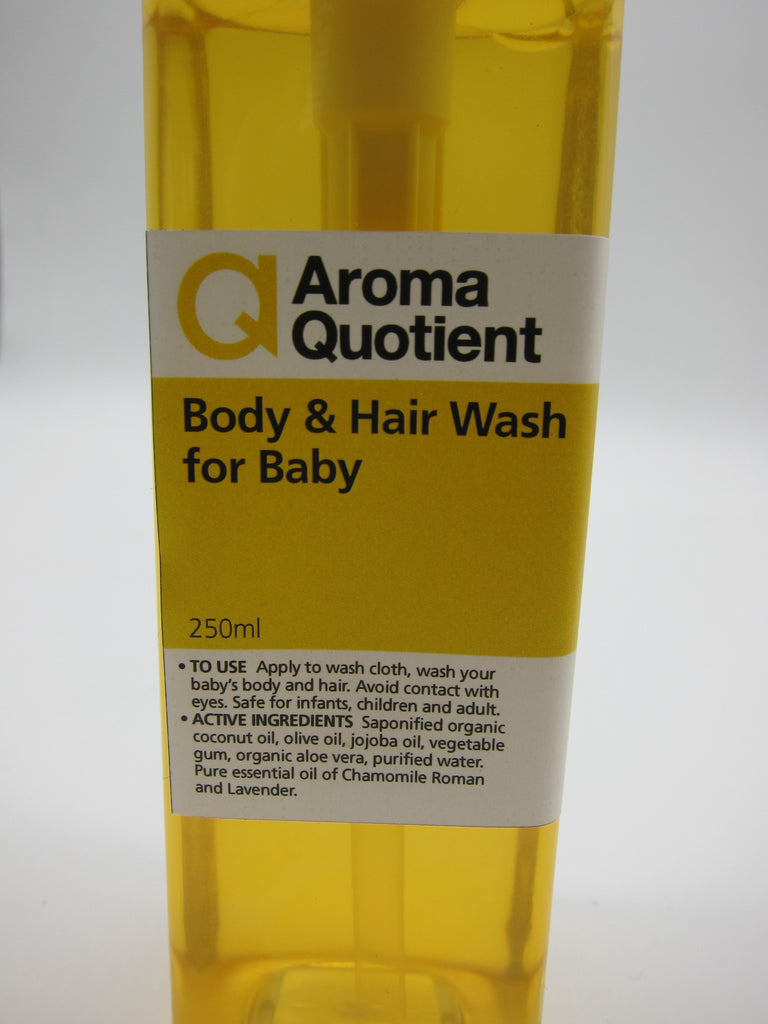 Aroma
Quotient
Body & Hair Wash
for Baby
250ml
• TO USE Apply to wash cloth, wash your
baby's body and hair. Avoid contact with
eyes. Safe for infants, children and adult.
• ACTIVE INGREDIENTS Saponified organic
coconut oil, olive oil, jojoba oil, vegetable
gum, organic aloe vera, purified water.
Pure essential oil of Chamomile Roman
and Lavender.